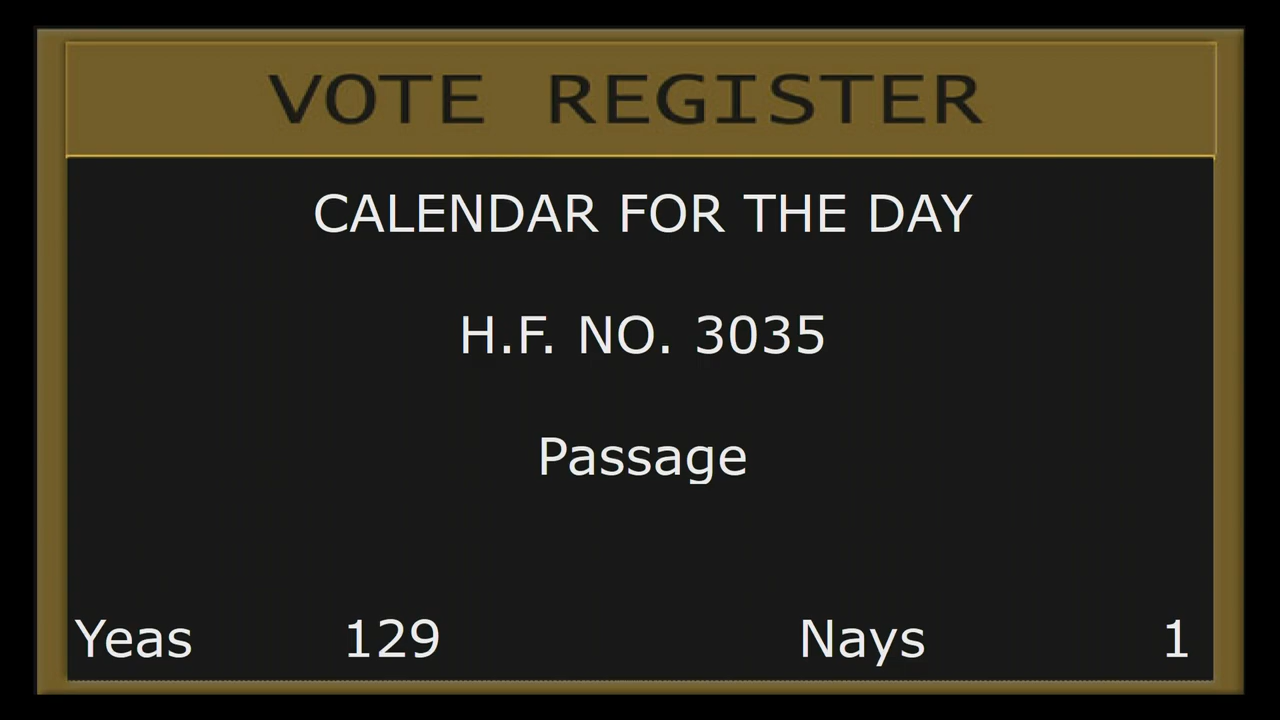 VOTE REGISTER
CALENDAR FOR THE DAY
H.F. NO. 3035
Passage
Yeas 129 Nays 1